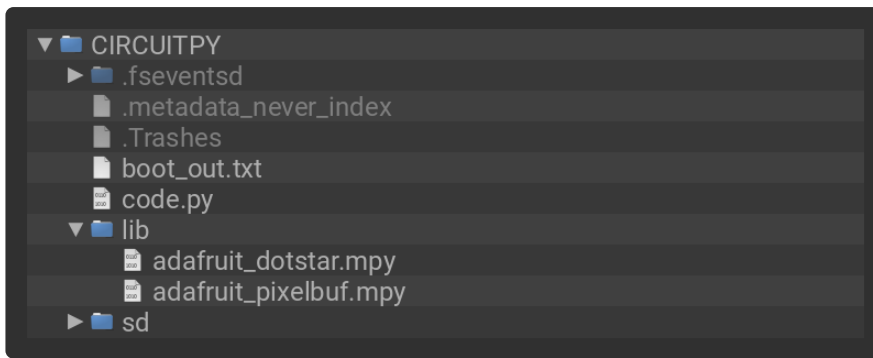 CIRCUITPY
.fseventsd
.metadata_never_index
.Trashes
boot_out.txt
code.py
lib
adafruit_dotstar.mpy
adafruit_pixelbuf.mpy
sd